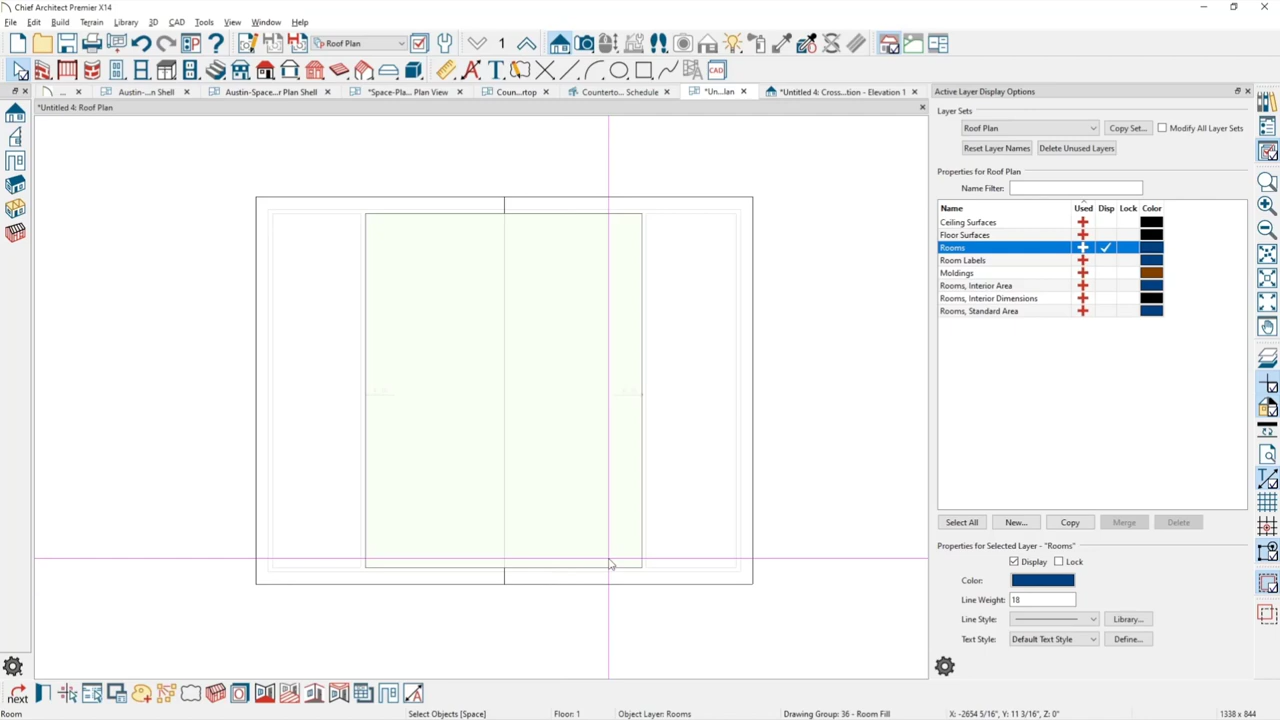 Chief Architect Premier X14
File Edit Build Terrain Library 3D CAD Tools View Window Help
Roof Plan 1
CAD
... Austin-...n Shell Austin-Space...r Plan Shell *Space-Pla... Plan View Coun...rtop Counterto... Schedule *Un...lan *Untitled 4: Cross...tion - Elevation 1
*Untitled 4: Roof Plan
Active Layer Display Options
Layer Sets
Roof Plan Copy Set... Modify All Layer Sets
Reset Layer Names Delete Unused Layers
Properties for Roof Plan
Name Filter:
Name Used Disp Lock Color
Ceiling Surfaces
Floor Surfaces
Rooms
Room Labels
Moldings
Rooms, Interior Area
Rooms, Interior Dimensions
Rooms, Standard Area
Select All New... Copy Merge Delete
Properties for Selected Layer - "Rooms"
Display Lock
Color:
Line Weight: 18
Line Style: Library...
Text Style: Default Text Style Define...
next
Room Select Objects [Space] Floor: 1 Object Layer: Rooms Drawing Group: 36 - Room Fill X: -2654 5/16", Y: 11 3/16", Z: 0" 1338 x 844